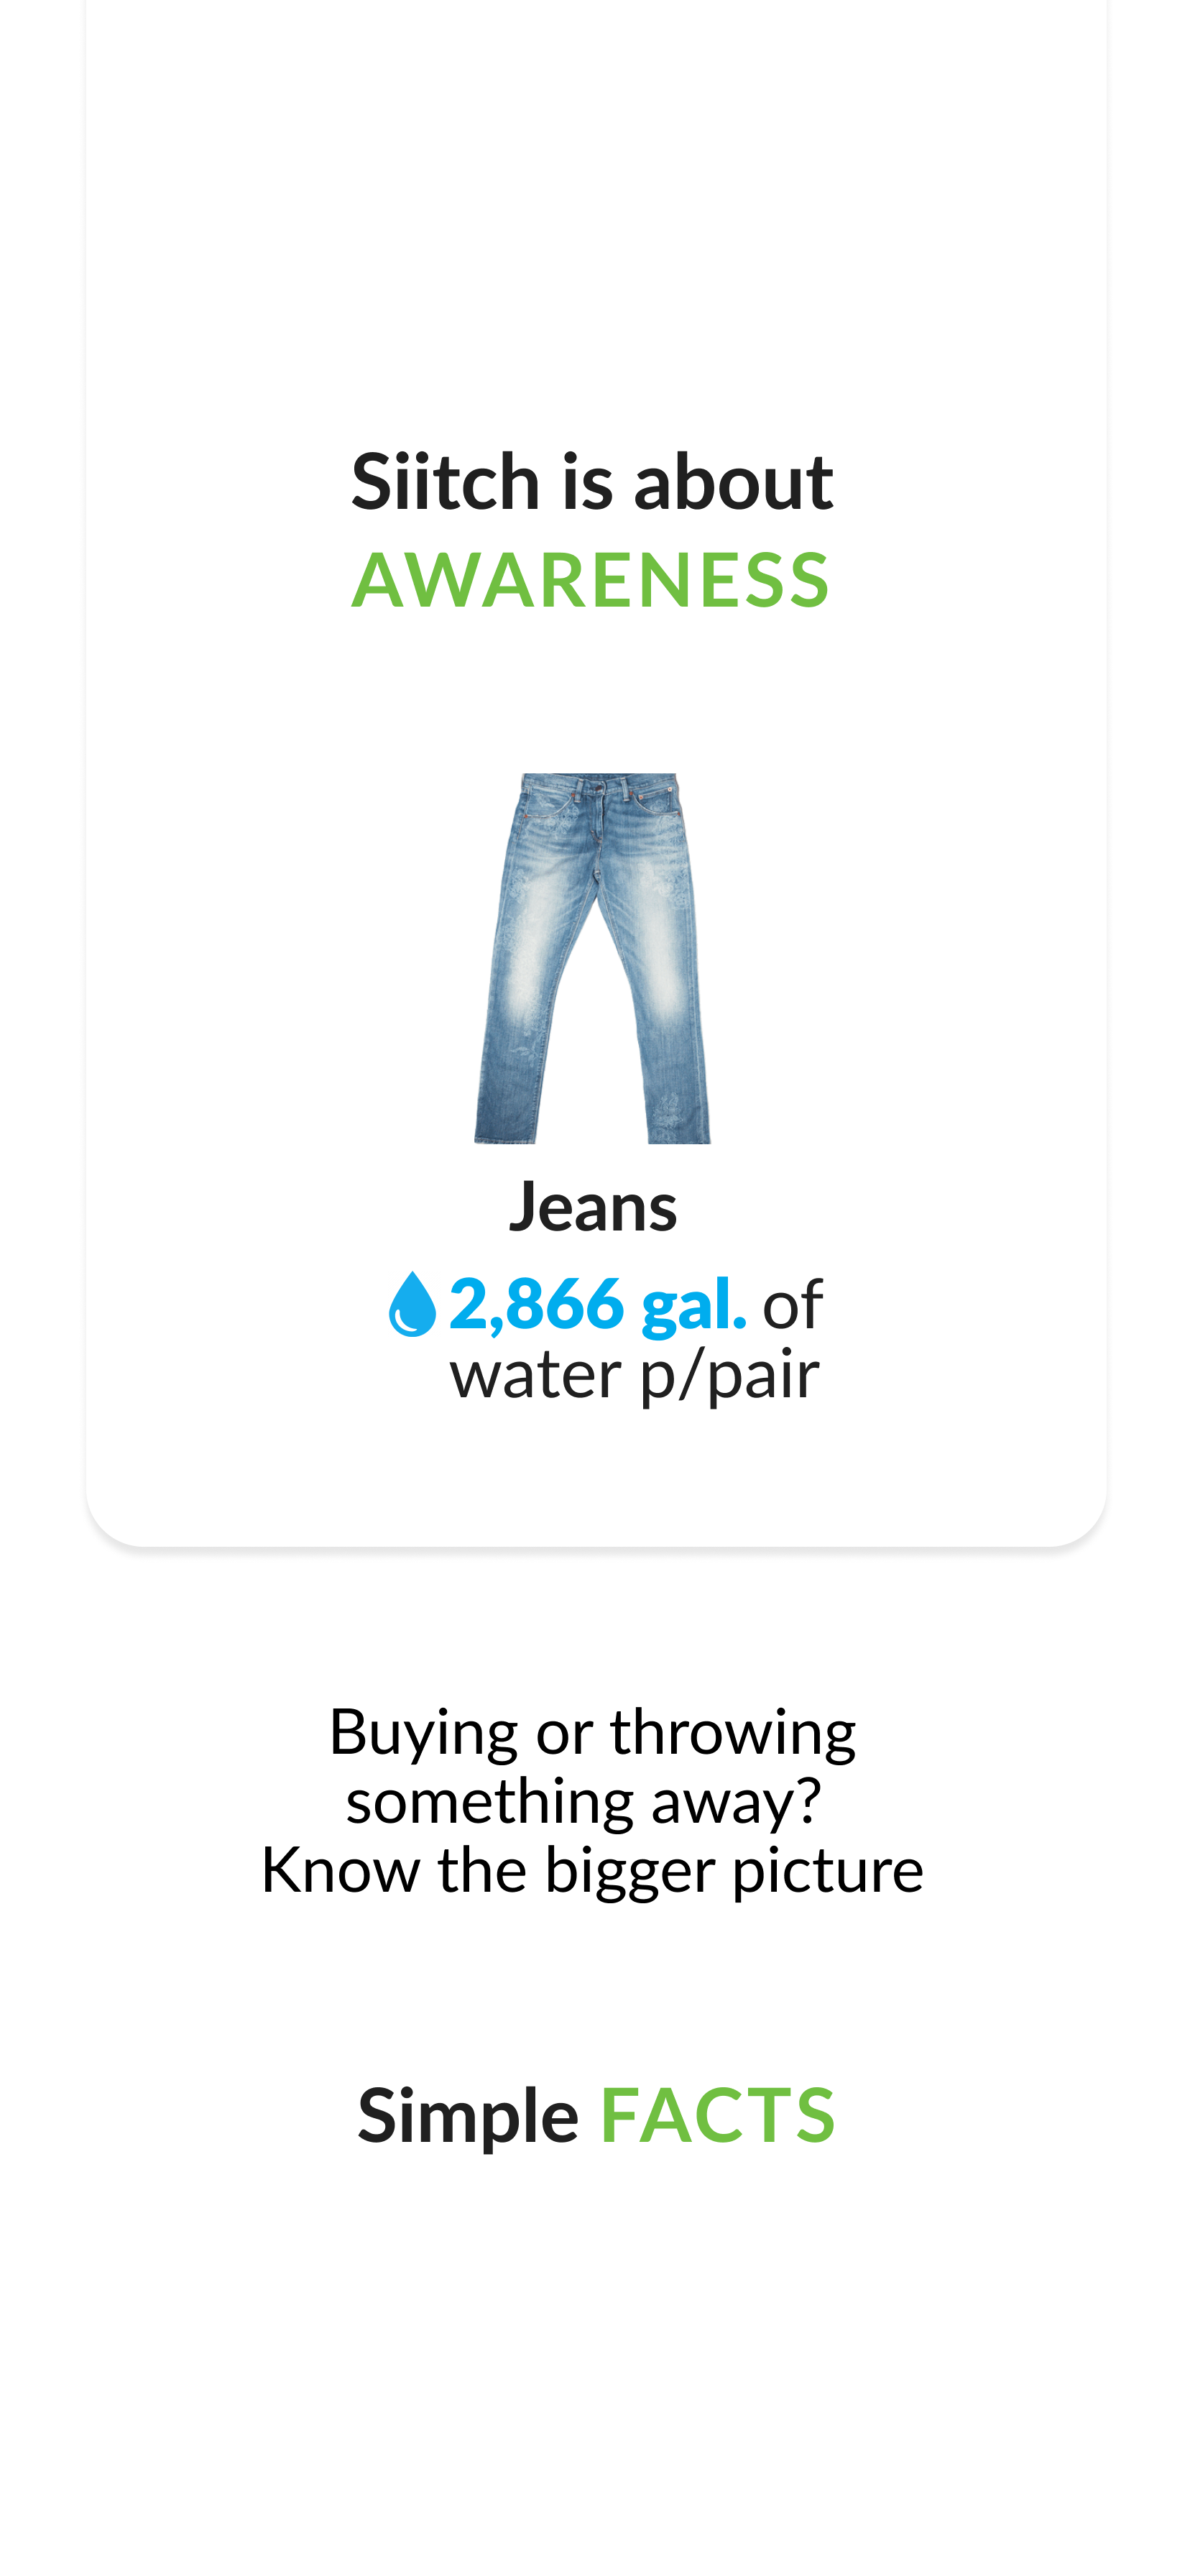 Siitch is about
AWARENESS
Jeans
2,866 gal. of
water p/pair
Buying or throwing
something away?
Know the bigger picture
Simple FACTS